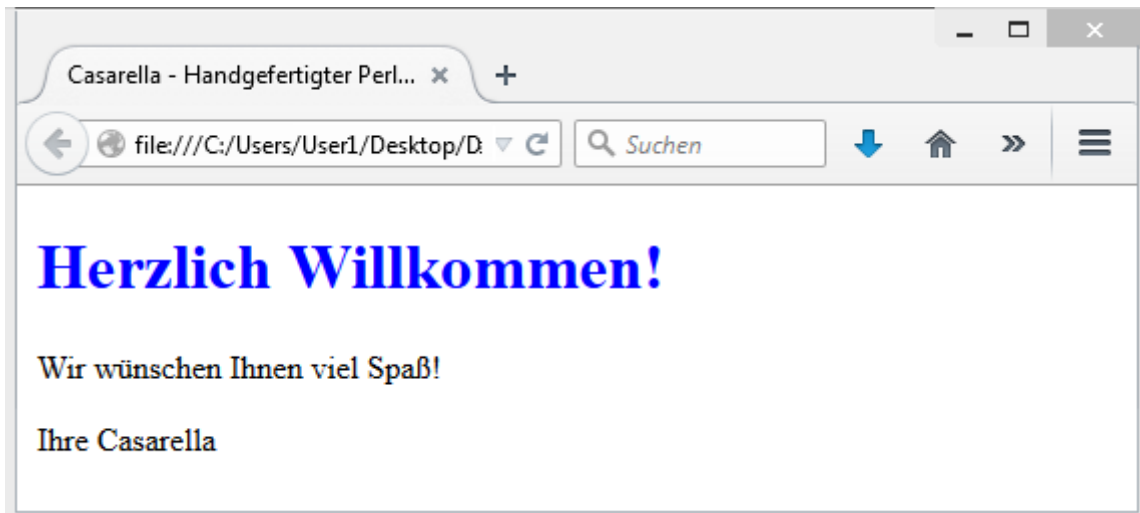 Casarella - Handgefertigter Perl...
file:///C:/Users/User1/Desktop/D
Suchen
Herzlich Willkommen!
Wir wünschen Ihnen viel Spaß!
Ihre Casarella